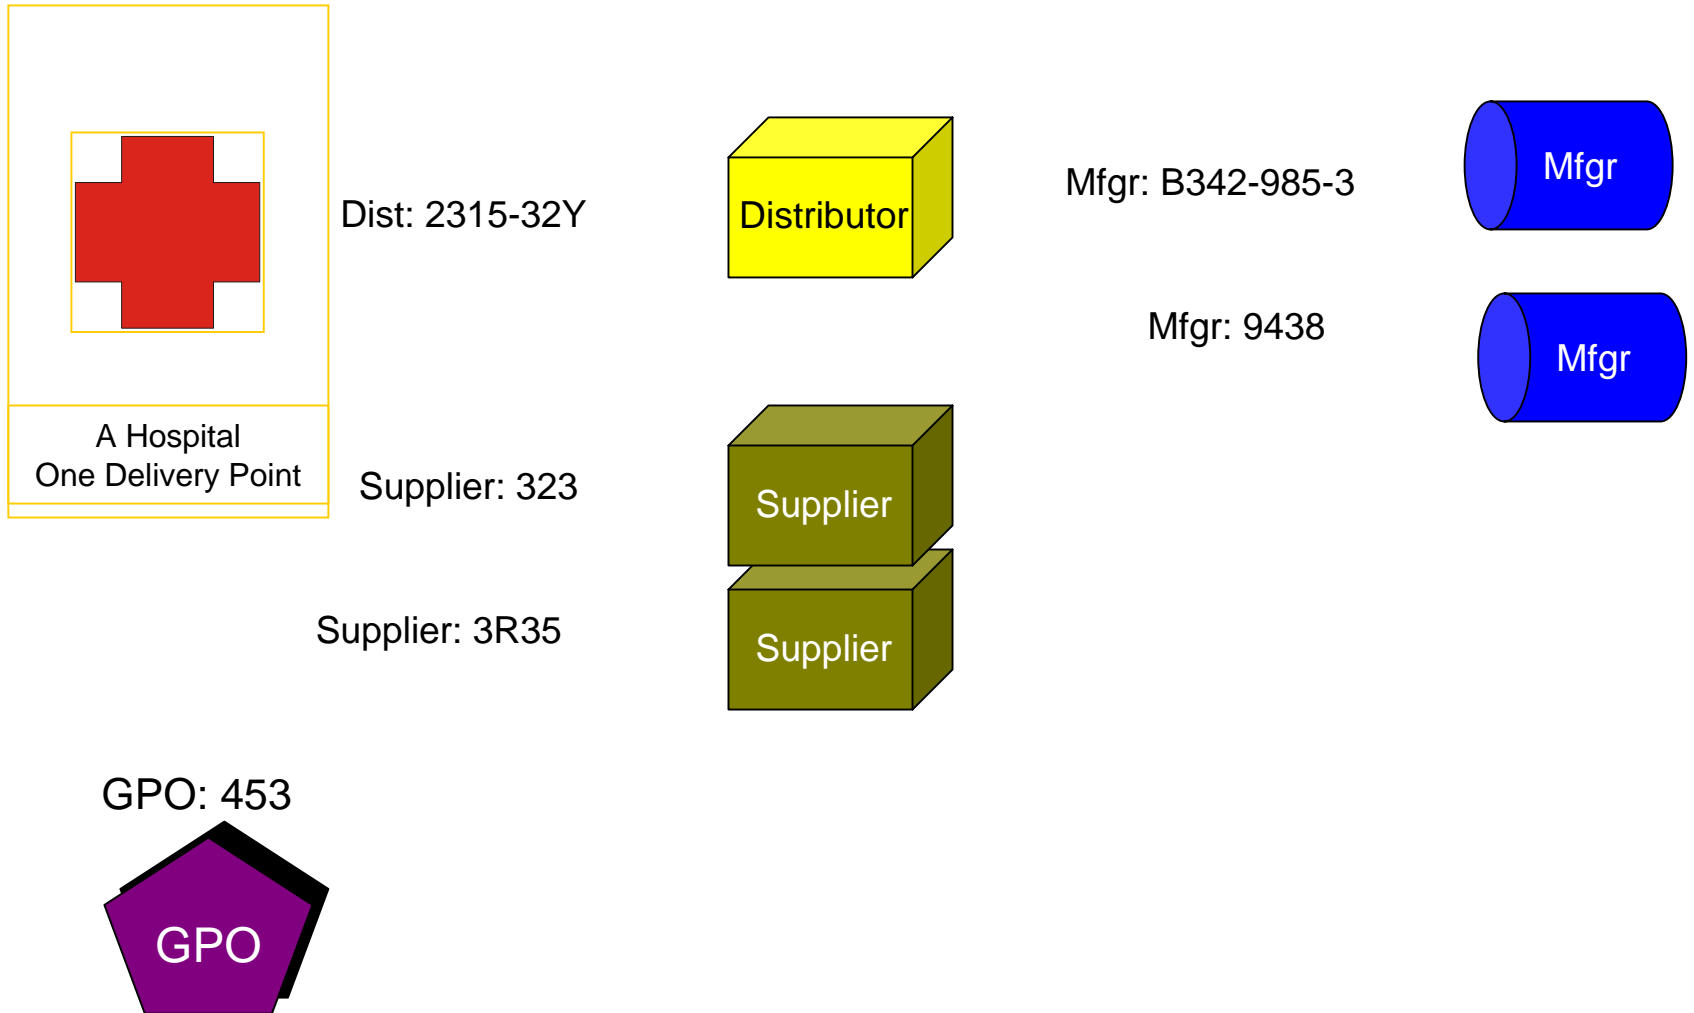 Mfgr: B342-985-3
Mfgr
Dist: 2315-32Y
Distributor
Mfgr: 9438
Mfgr
A Hospital
One Delivery Point
Supplier: 323
Supplier
Supplier: 3R35
Supplier
GPO: 453
GPO